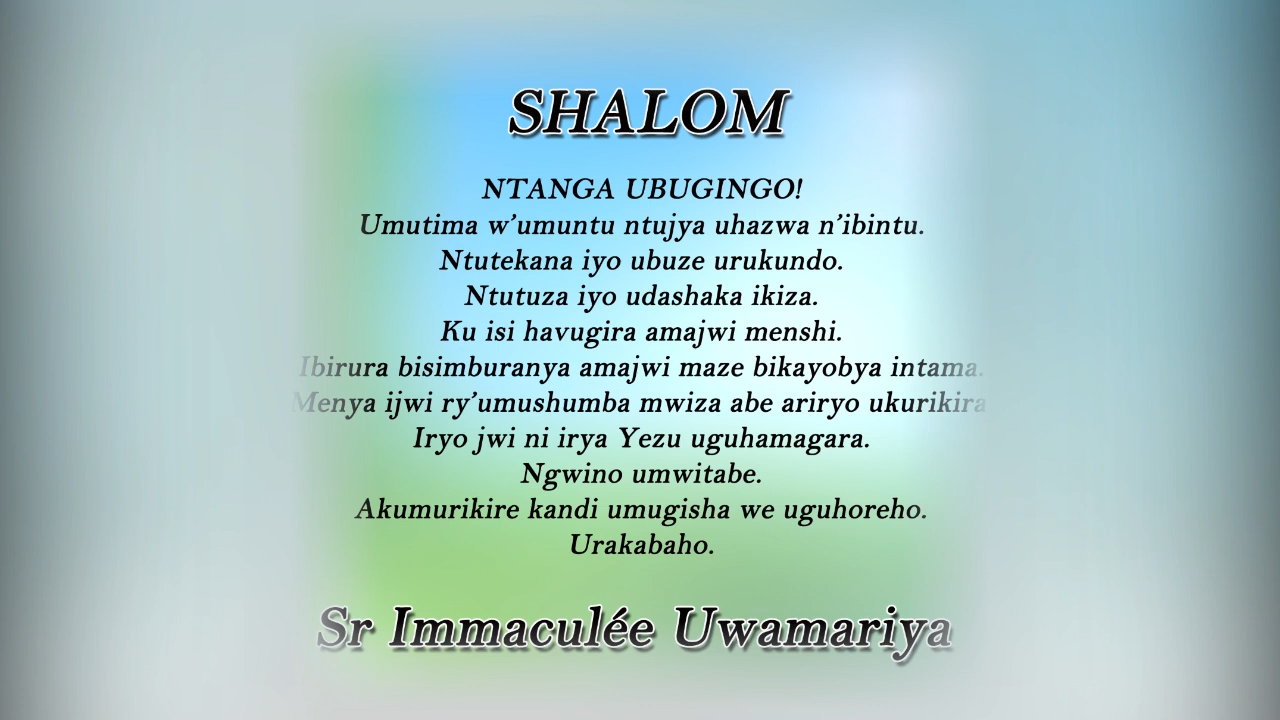 SHALOM
NTANGA UBUGINGO!
Umutima w’umuntu ntujya uhazwa n’ibintu.
Ntutekana iyo ubuze urukundo.
Ntutuza iyo udashaka ikiza.
Ku isi havugira amajwi menshi.
Ibirura bisimburanya amajwi maze bikayobya intama.
Menya ijwi ry’umushumba mwiza abe ariryo ukurikira
Iryo jwi ni irya Yezu uguhamagara.
Ngwino umwitabe.
Akumurikire kandi umugisha we uguhoreho.
Urakabaho.
Sr Immaculée Uwamariya